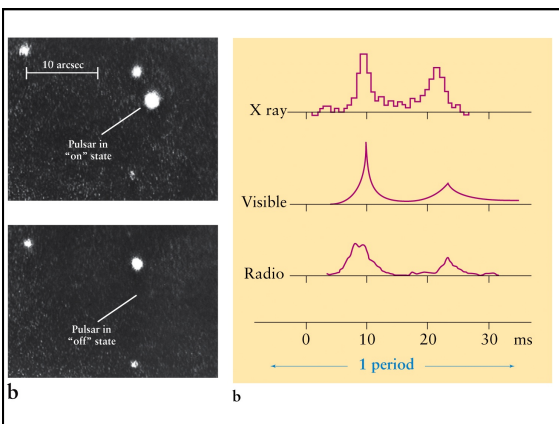 10 arcsec
Pulsar in
“on” state
Pulsar in
“off” state
b
X ray
Visible
Radio
0 10 20 30 ms
1 period
b